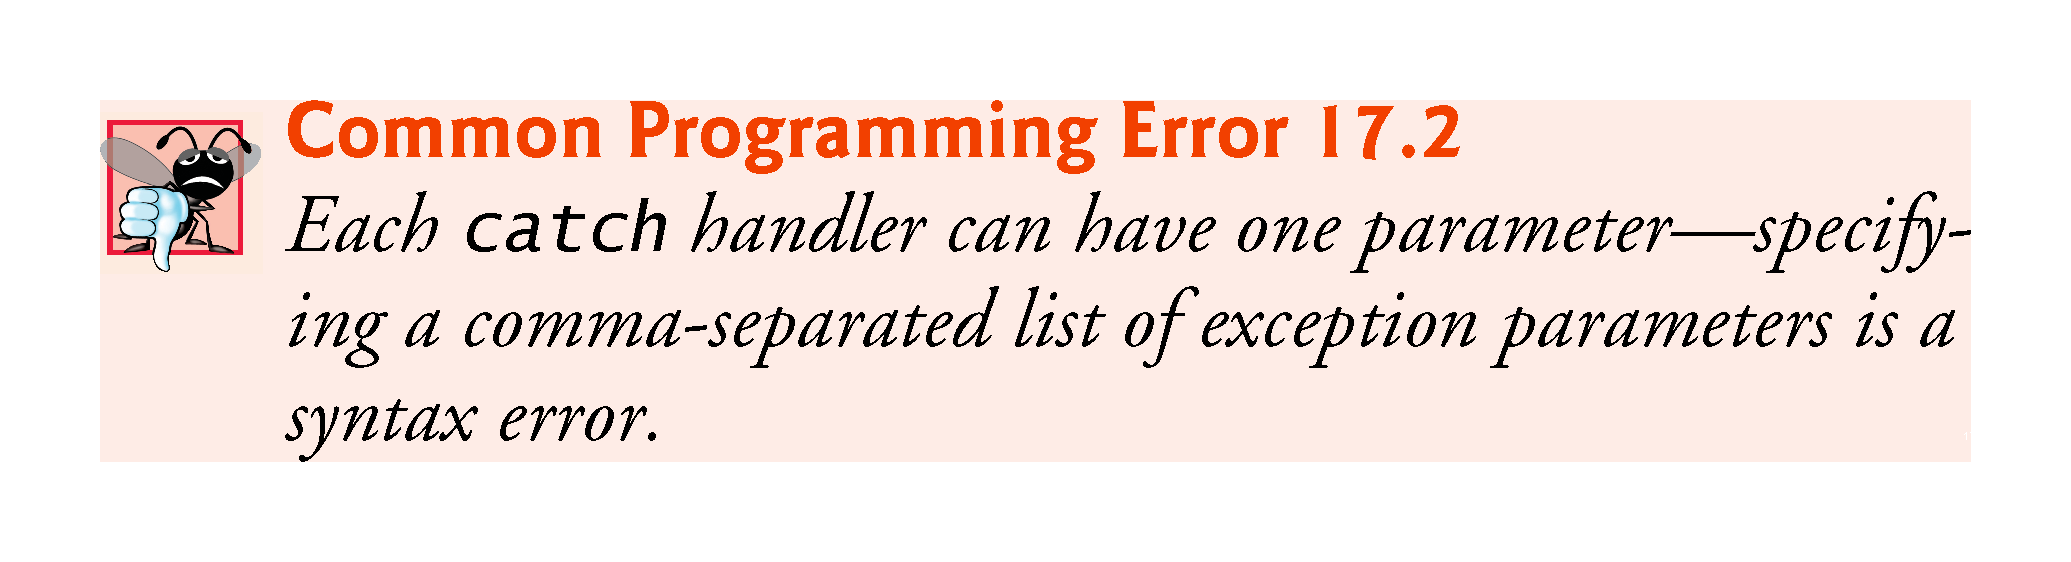 Common Programming Error 17.2
Each catch handler can have one parameter—specify-
ing a comma-separated list of exception parameters is a
syntax error.